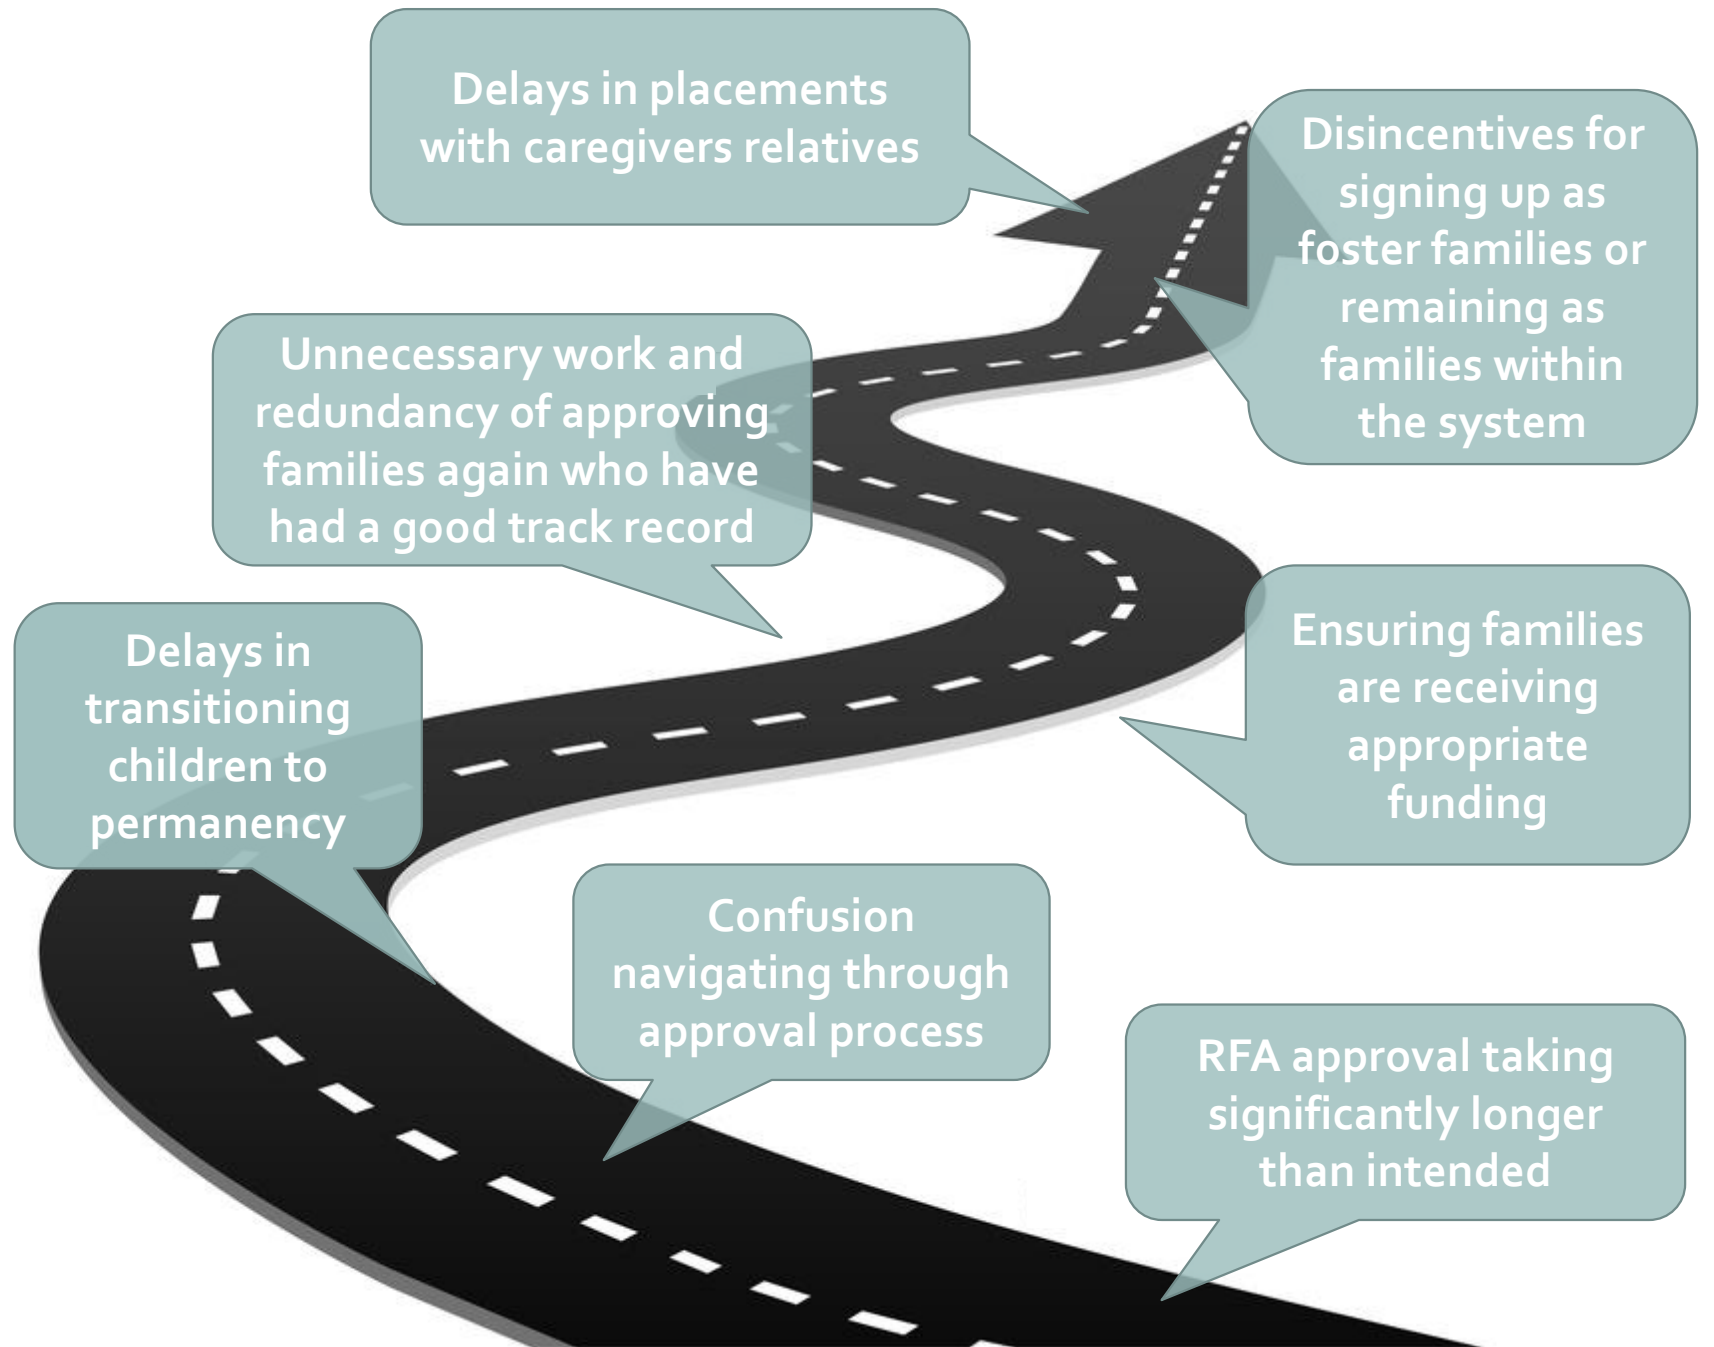 Delays in placements
with caregivers relatives
Disincentives for
signing up as
foster families or
remaining as
families within
the system
Unnecessary work and
redundancy of approving
families again who have
had a good track record
Ensuring families
are receiving
appropriate
funding
Delays in
transitioning
children to
permanency
Confusion
navigating through
approval process
RFA approval taking
significantly longer
than intended